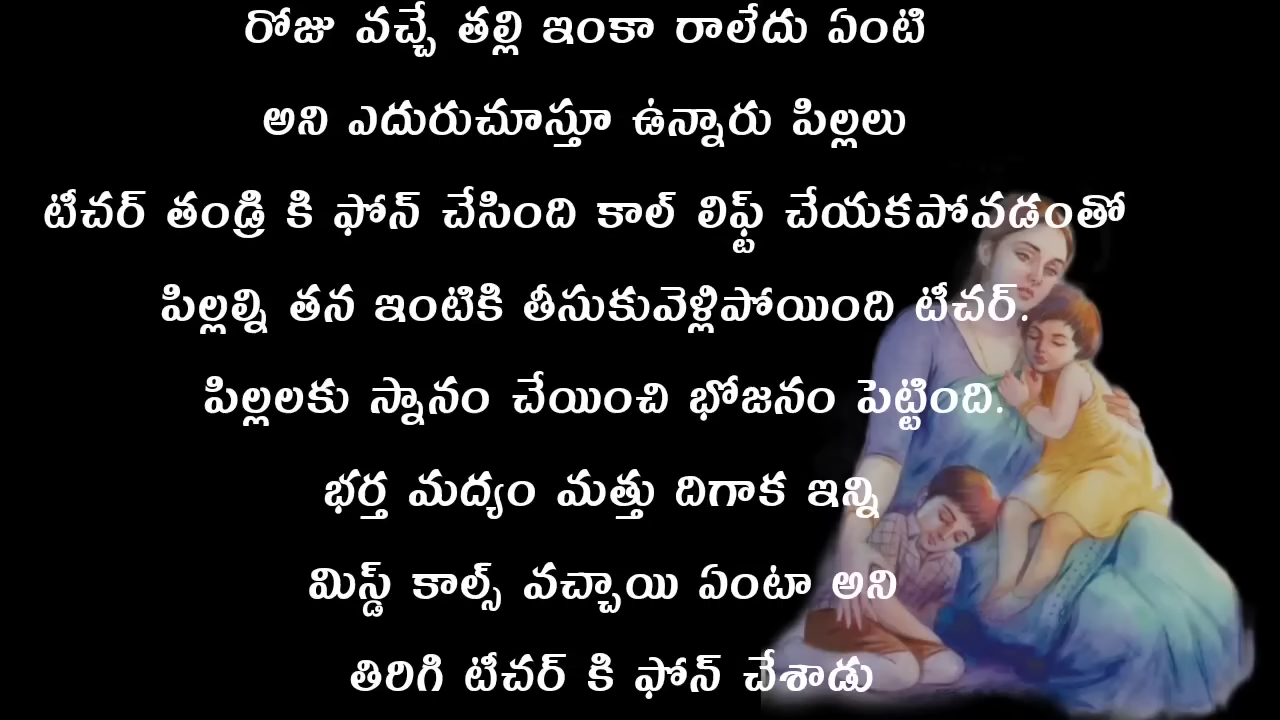 రోజు వచ్చే తల్లి ఇంకా రాలేదు ఏంటి
అని ఎదురుచూస్తూ ఉన్నారు పిల్లలు
టీచర్ తండ్రి కి ఫోన్ చేసింది కాల్ లిఫ్ట్ చేయకపోవడంతో
పిల్లల్ని తన ఇంటికి తీసుకువెళ్లిపోయింది టీచర్.
పిల్లలకు స్నానం చేయించి భోజనం పెట్టింది.
భర్త మద్యం మత్తు దిగాక ఇన్ని
మిస్డ్ కాల్స్ వచ్చాయి ఏంటా అని
తిరిగి టీచర్ కి ఫోన్ చేశాడు